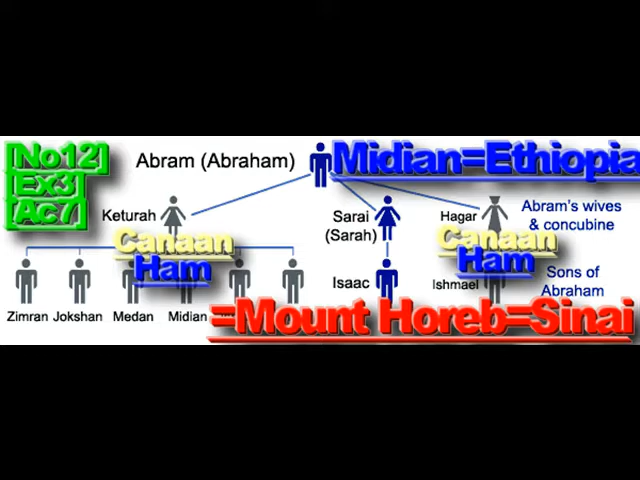 [No12]
[Ex3]
[Ac7]
Abram (Abraham)
Midian=Ethiopia
Keturah
Sarai
(Sarah)
Hagar
Abram's wives
& concubine
Canaan
Ham
Canaan
Ham
Isaac
Ishmael
Sons of
Abraham
Zimran Jokshan Medan Midian
=Mount Horeb=Sinai